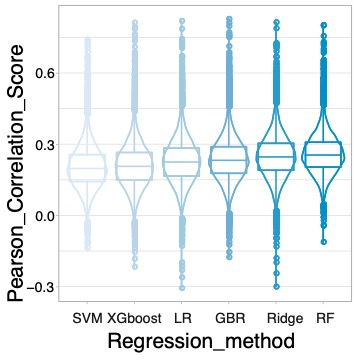 Pearson_Correlation_Score
0.6
0.3
0.0
−0.3
SVM XGboost LR GBR Ridge RF
Regression_method